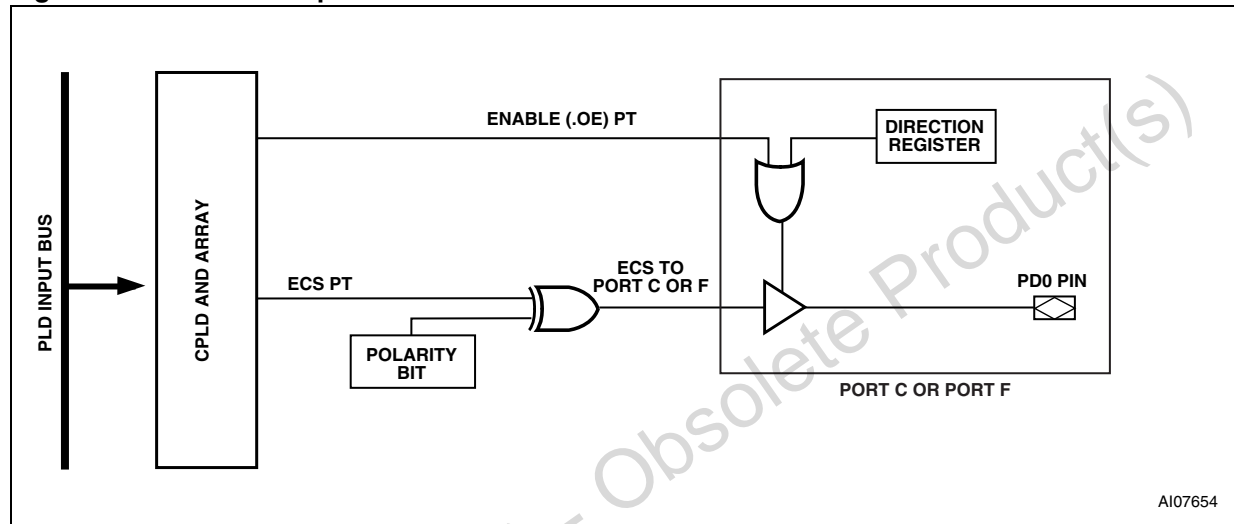 ENABLE (.OE) PT
DIRECTION
REGISTER
PLD INPUT BUS
CPLD AND ARRAY
ECS PT
ECS TO
PORT C OR F
PD0 PIN
POLARITY
BIT
PORT C OR PORT F
Obsolete Product(s)
AI07654